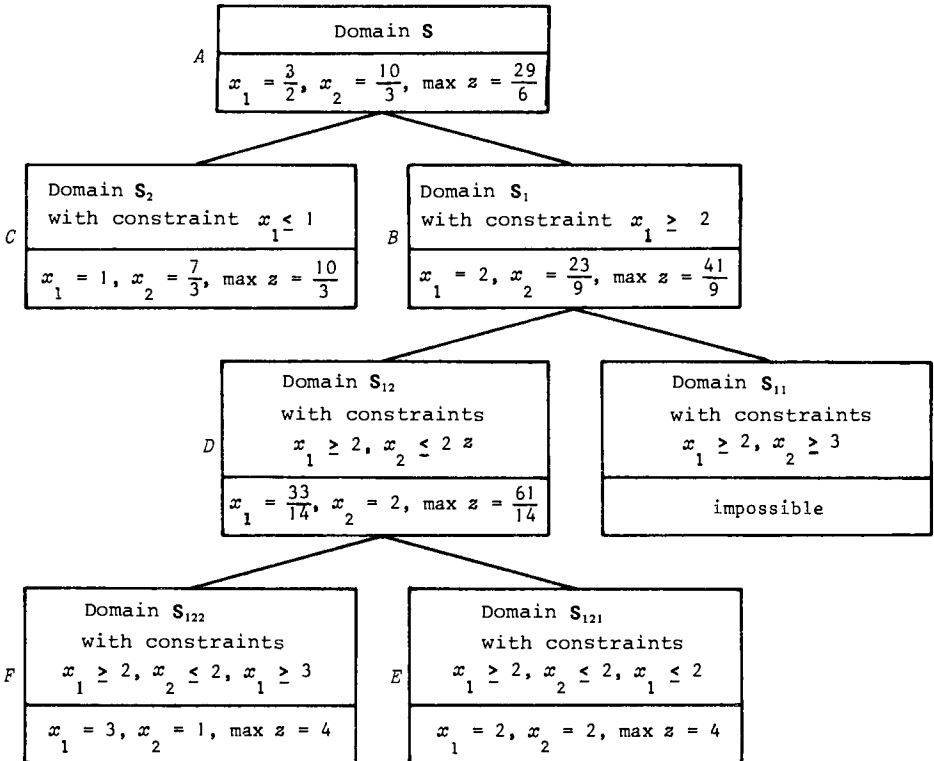 Domain S
A
x₁ = 3/2, x₂ = 10/3, max z = 29/6
C
Domain S₂
with constraint x₁ ≤ 1
x₁ = 1, x₂ = 7/3, max z = 10/3
B
Domain S₁
with constraint x₁ ≥ 2
x₁ = 2, x₂ = 23/9, max z = 41/9
D
Domain S₁₂
with constraints
x₁ ≥ 2, x₂ ≤ 2 z
x₁ = 33/14, x₂ = 2, max z = 61/14
Domain S₁₁
with constraints
x₁ ≥ 2, x₂ ≥ 3
impossible
F
Domain S₁₂₂
with constraints
x₁ ≥ 2, x₂ ≤ 2, x₁ ≥ 3
x₁ = 3, x₂ = 1, max z = 4
E
Domain S₁₂₁
with constraints
x₁ ≥ 2, x₂ ≤ 2, x₁ ≤ 2
x₁ = 2, x₂ = 2, max z = 4